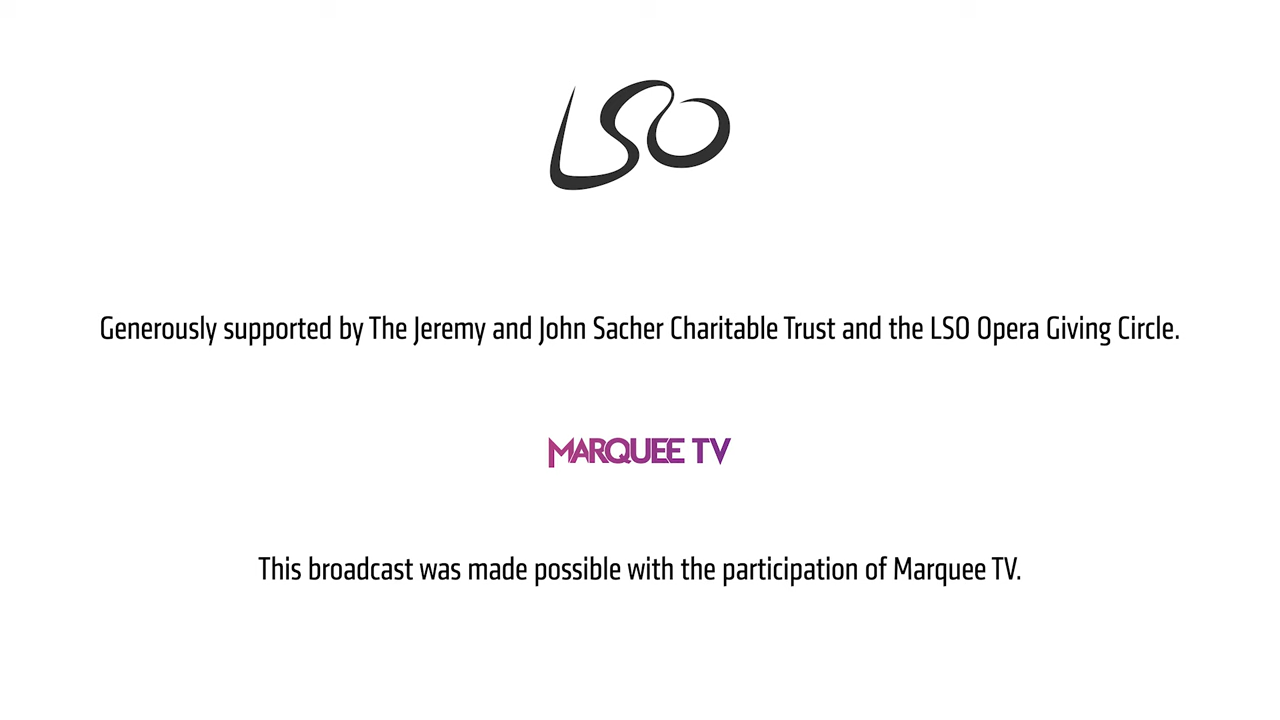 LSO
Generously supported by The Jeremy and John Sacher Charitable Trust and the LSO Opera Giving Circle.
MARQUEE TV
This broadcast was made possible with the participation of Marquee TV.